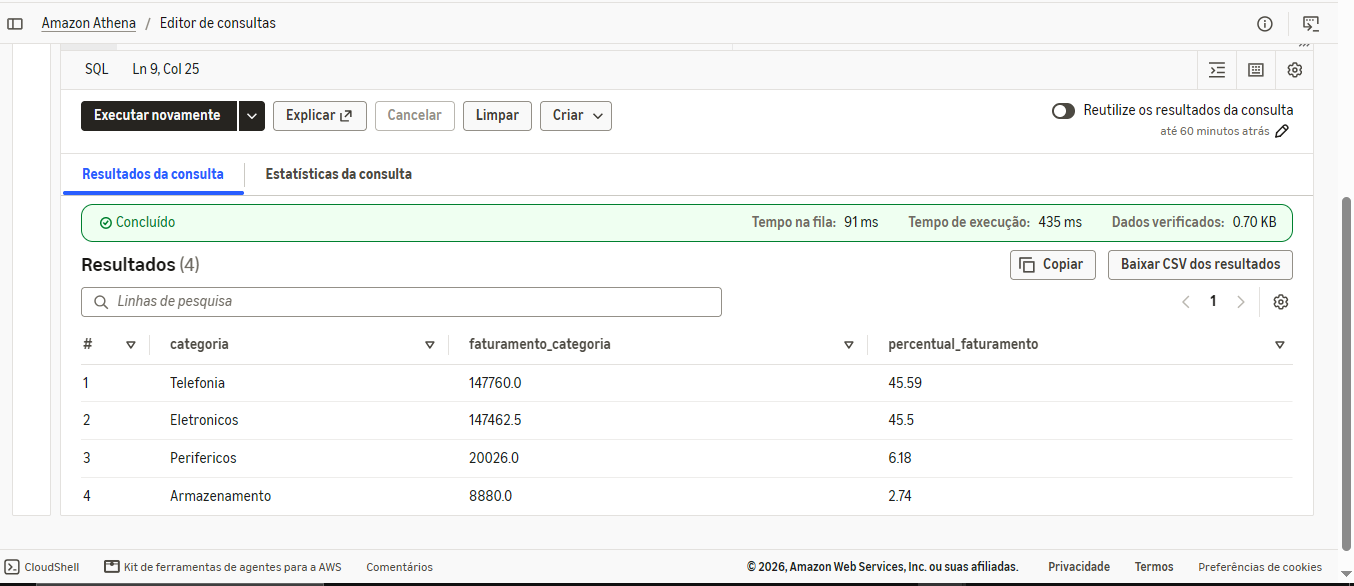 Amazon Athena / Editor de consultas
SQL Ln 9, Col 25
Executar novamente Explicar Cancelar Limpar Criar Reutilize os resultados da consulta
até 60 minutos atrás
Resultados da consulta Estatísticas da consulta
Concluído Tempo na fila: 91 ms Tempo de execução: 435 ms Dados verificados: 0.70 KB
Resultados (4) Copiar Baixar CSV dos resultados
Linhas de pesquisa 1
# categoria faturamento_categoria percentual_faturamento
1 Telefonia 147760.0 45.59
2 Eletronicos 147462.5 45.5
3 Perifericos 20026.0 6.18
4 Armazenamento 8880.0 2.74
CloudShell Kit de ferramentas de agentes para a AWS Comentários © 2026, Amazon Web Services, Inc. ou suas afiliadas. Privacidade Termos Preferências de cookies